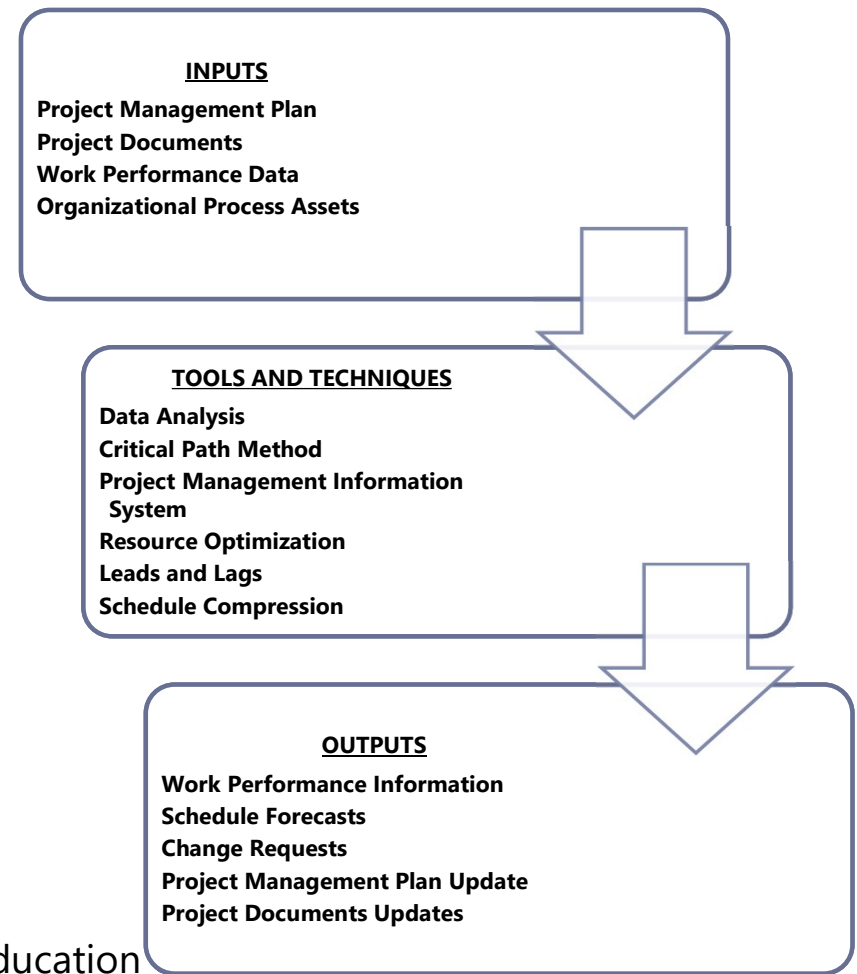 INPUTS
Project Management Plan
Project Documents
Work Performance Data
Organizational Process Assets
TOOLS AND TECHNIQUES
Data Analysis
Critical Path Method
Project Management Information
System
Resource Optimization
Leads and Lags
Schedule Compression
OUTPUTS
Work Performance Information
Schedule Forecasts
Change Requests
Project Management Plan Update
Project Documents Updates